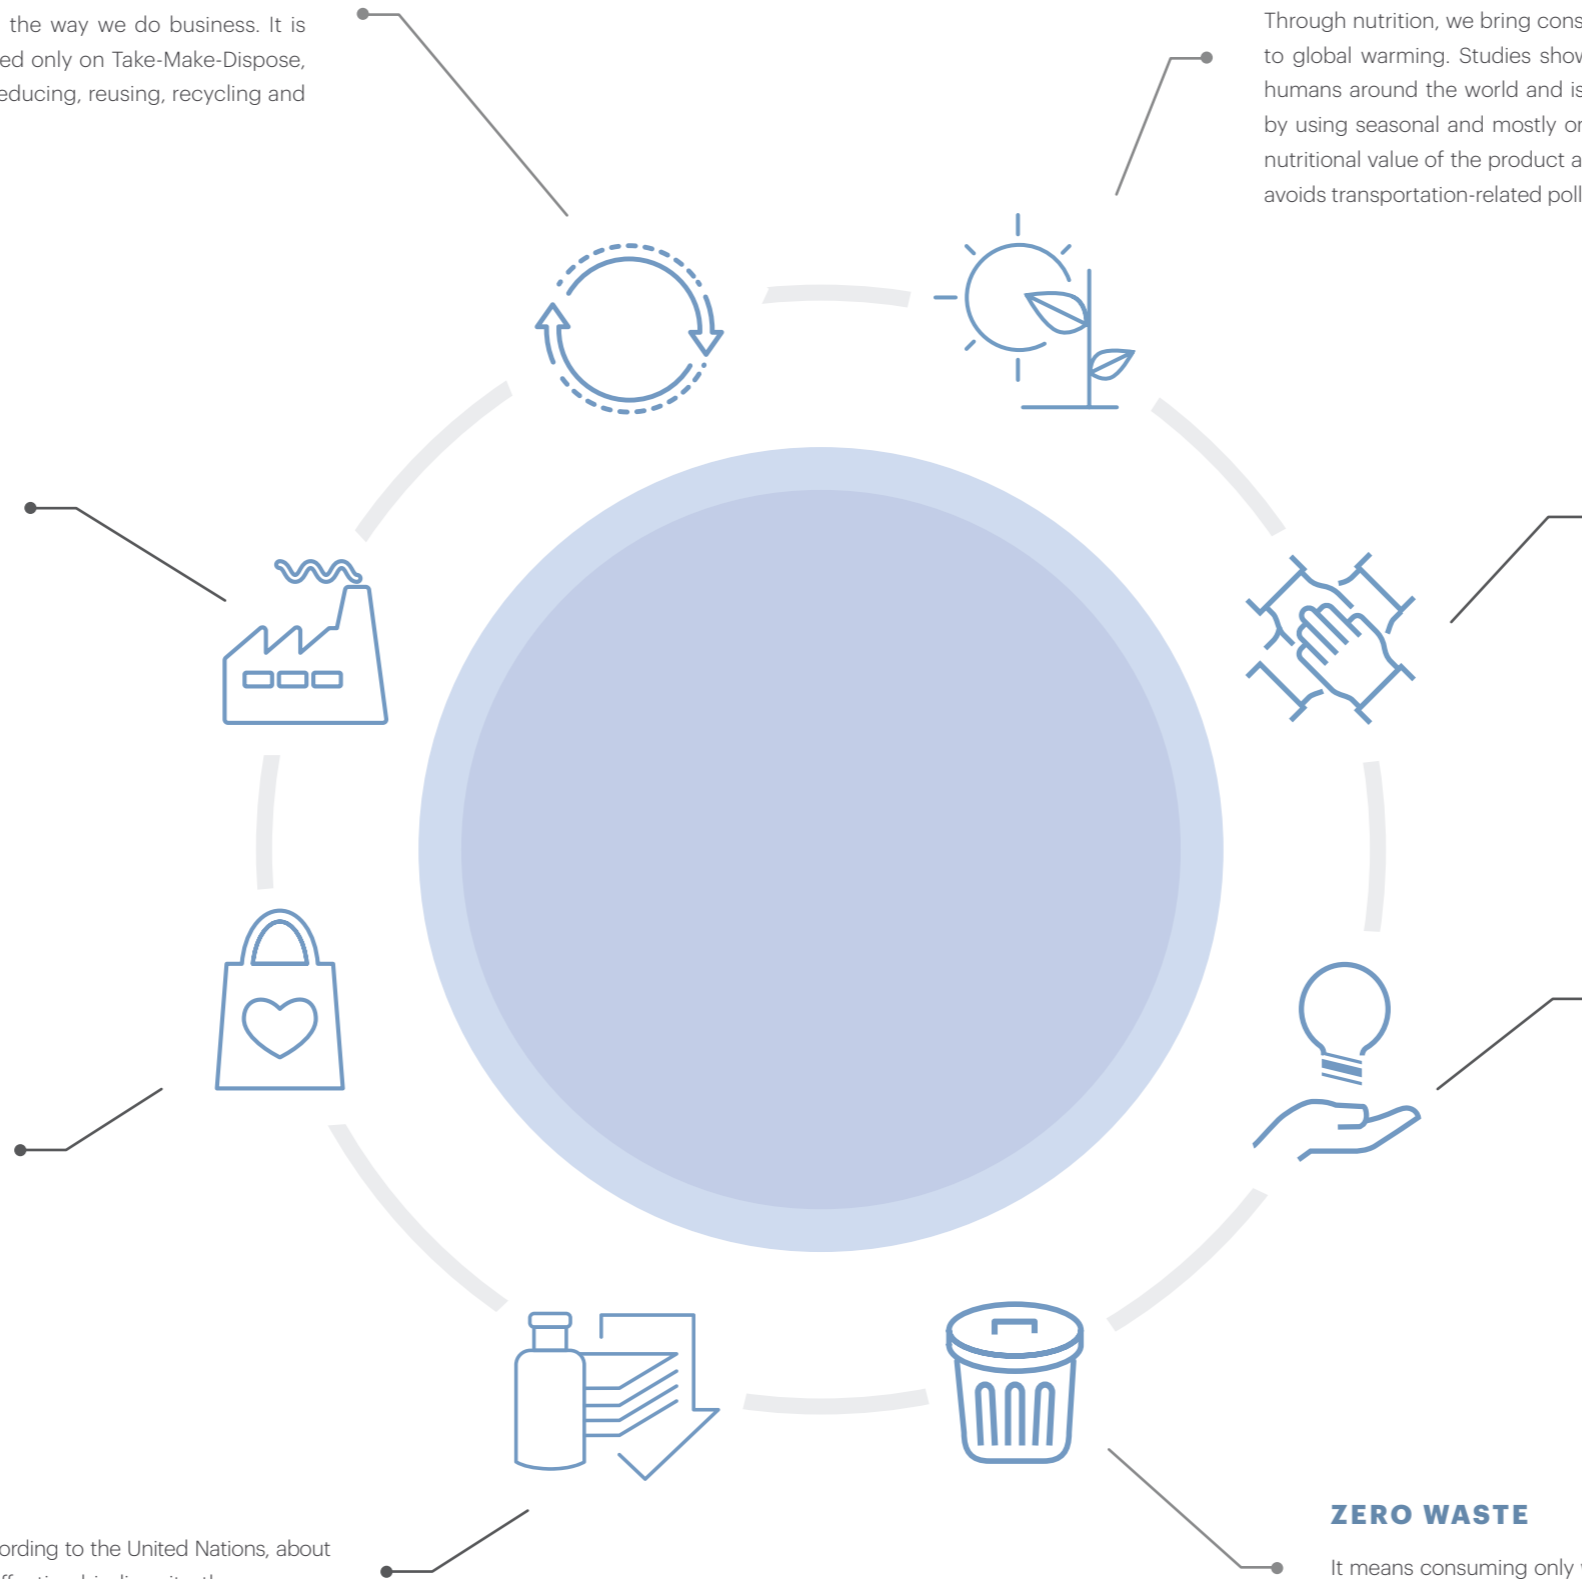 the way we do business. It is
ed only on Take-Make-Dispose,
educing, reusing, recycling and
Through nutrition, we bring cons
to global warming. Studies show
humans around the world and is
by using seasonal and mostly or
nutritional value of the product a
avoids transportation-related poll
ording to the United Nations, about
ZERO WASTE
It means consuming only